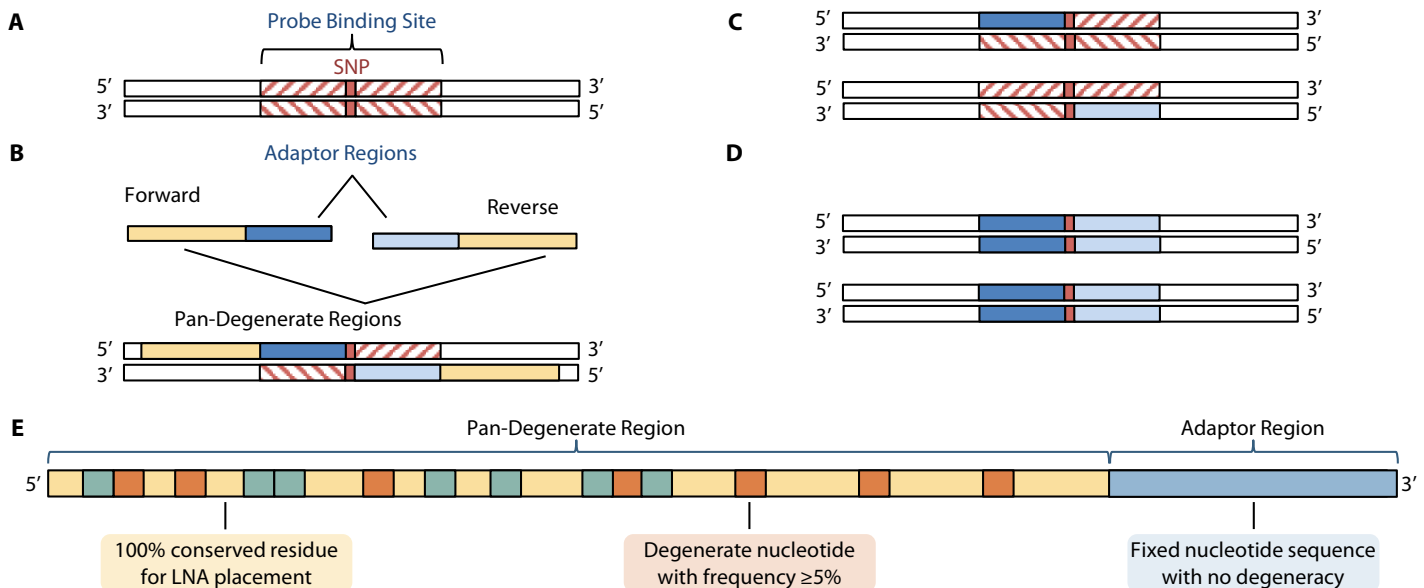 A
Probe Binding Site
SNP
5′ 3′
3′ 5′
B
Adaptor Regions
Forward
Reverse
Pan-Degenerate Regions
5′ 3′
3′ 5′
C
5′ 3′
3′ 5′
5′ 3′
3′ 5′
D
5′ 3′
3′ 5′
5′ 3′
3′ 5′
E
Pan-Degenerate Region
Adaptor Region
5′ 3′
100% conserved residue
for LNA placement
Degenerate nucleotide
with frequency ≥5%
Fixed nucleotide sequence
with no degeneracy